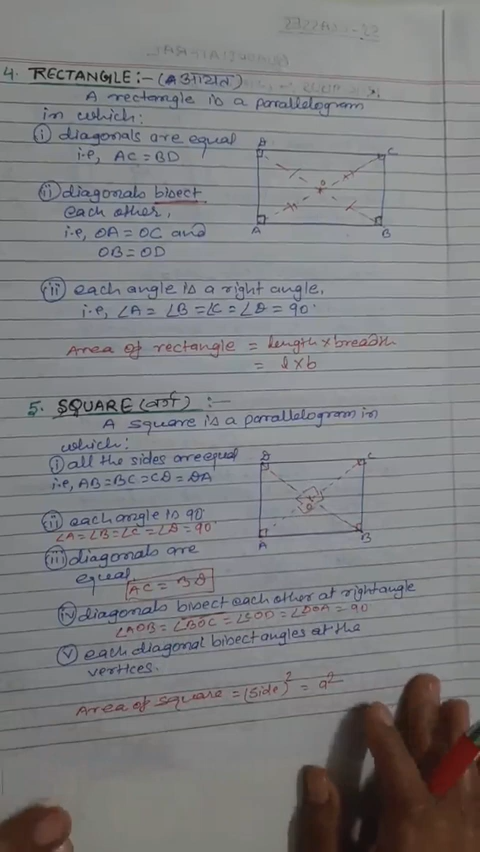 4. RECTANGLE:- (आयत)
A rectangle is a parallelogram
in which:
(i) diagonals are equal
i.e, AC = BD
(ii) diagonals bisect
each other,
i.e, OA = OC and
OB = OD
D
C
O
A
B
(iii) each angle is a right angle.
i.e, ∠A = ∠B = ∠C = ∠D = 90°
Area of rectangle = length × breadth
= l × b
5. SQUARE (वर्ग) :-
A square is a parallelogram in
which:
(i) all the sides are equal
i.e, AB = BC = CD = DA
(ii) each angle is 90°
∠A = ∠B = ∠C = ∠D = 90°
(iii) diagonals are
equal
AC = BD
D
C
O
A
B
(iv) diagonals bisect each other at rightangle
∠AOB = ∠BOC = ∠COD = ∠DOA = 90
(v) each diagonal bisect angles at the
vertices.
Area of square = (side)² = a²